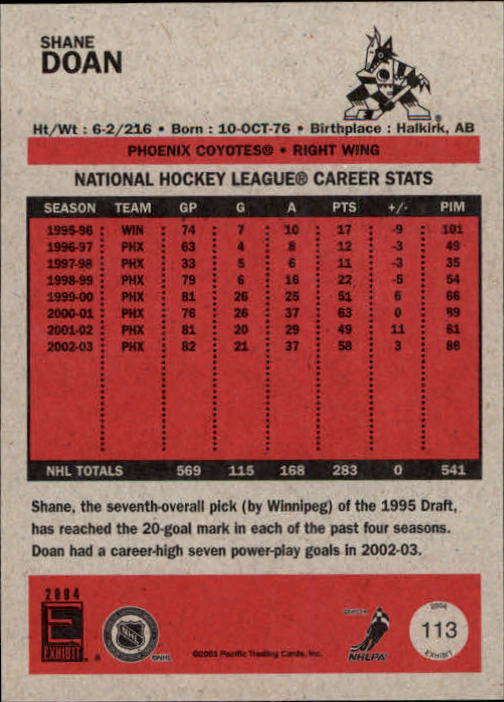 SHANE
DOAN
Ht/Wt : 6-2/216 • Born : 10-OCT-76 • Birthplace : Halkirk, AB
PHOENIX COYOTES® • RIGHT WING
NATIONAL HOCKEY LEAGUE® CAREER STATS
SEASON TEAM GP G A PTS +/- PIM
1995-96 WIN 74 7 10 17 -9 101
1996-97 PHX 63 4 8 12 -3 49
1997-98 PHX 33 5 6 11 -3 35
1998-99 PHX 79 6 16 22 -5 54
1999-00 PHX 81 26 25 51 6 66
2000-01 PHX 76 26 37 63 0 89
2001-02 PHX 81 20 29 49 11 61
2002-03 PHX 82 21 37 58 3 86
NHL TOTALS 569 115 168 283 0 541
Shane, the seventh-overall pick (by Winnipeg) of the 1995 Draft,
has reached the 20-goal mark in each of the past four seasons.
Doan had a career-high seven power-play goals in 2002-03.
2004
E
EXHIBIT
NHL
©NHL
Pacific Trading Cards, Inc.
NHLPA
2004
113
EXHIBIT